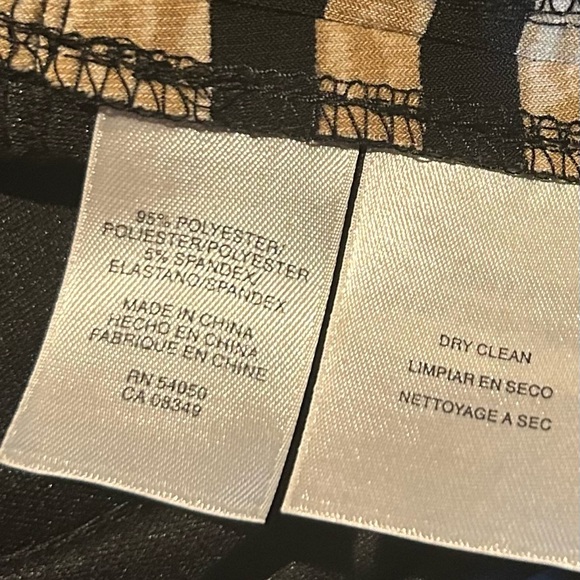 95% POLYESTER/
POLIESTER/POLYESTER
5% SPANDEX/
ELASTANO/SPANDEX
MADE IN CHINA
HECHO EN CHINA
FABRIQUE EN CHINE
RN 54050
CA 08349
DRY CLEAN
LIMPIAR EN SECO
NETTOYAGE A SEC